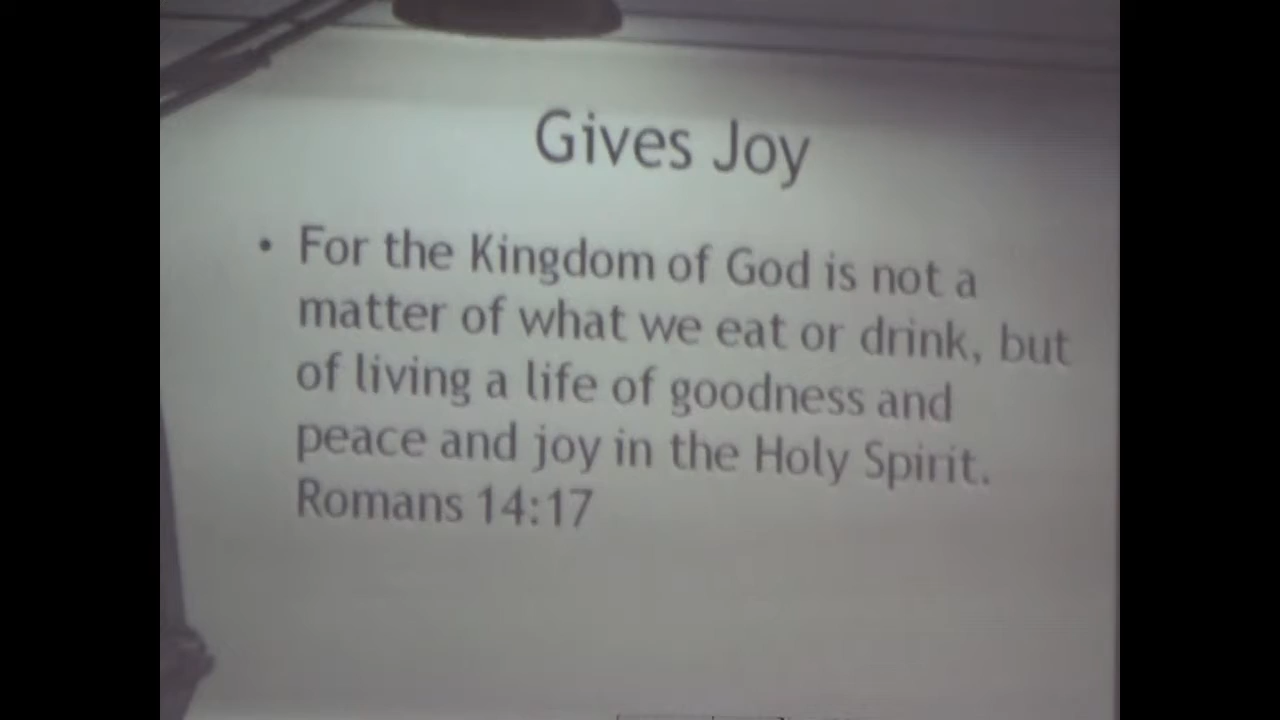 Gives Joy
• For the Kingdom of God is not a
matter of what we eat or drink, but
of living a life of goodness and
peace and joy in the Holy Spirit.
Romans 14:17